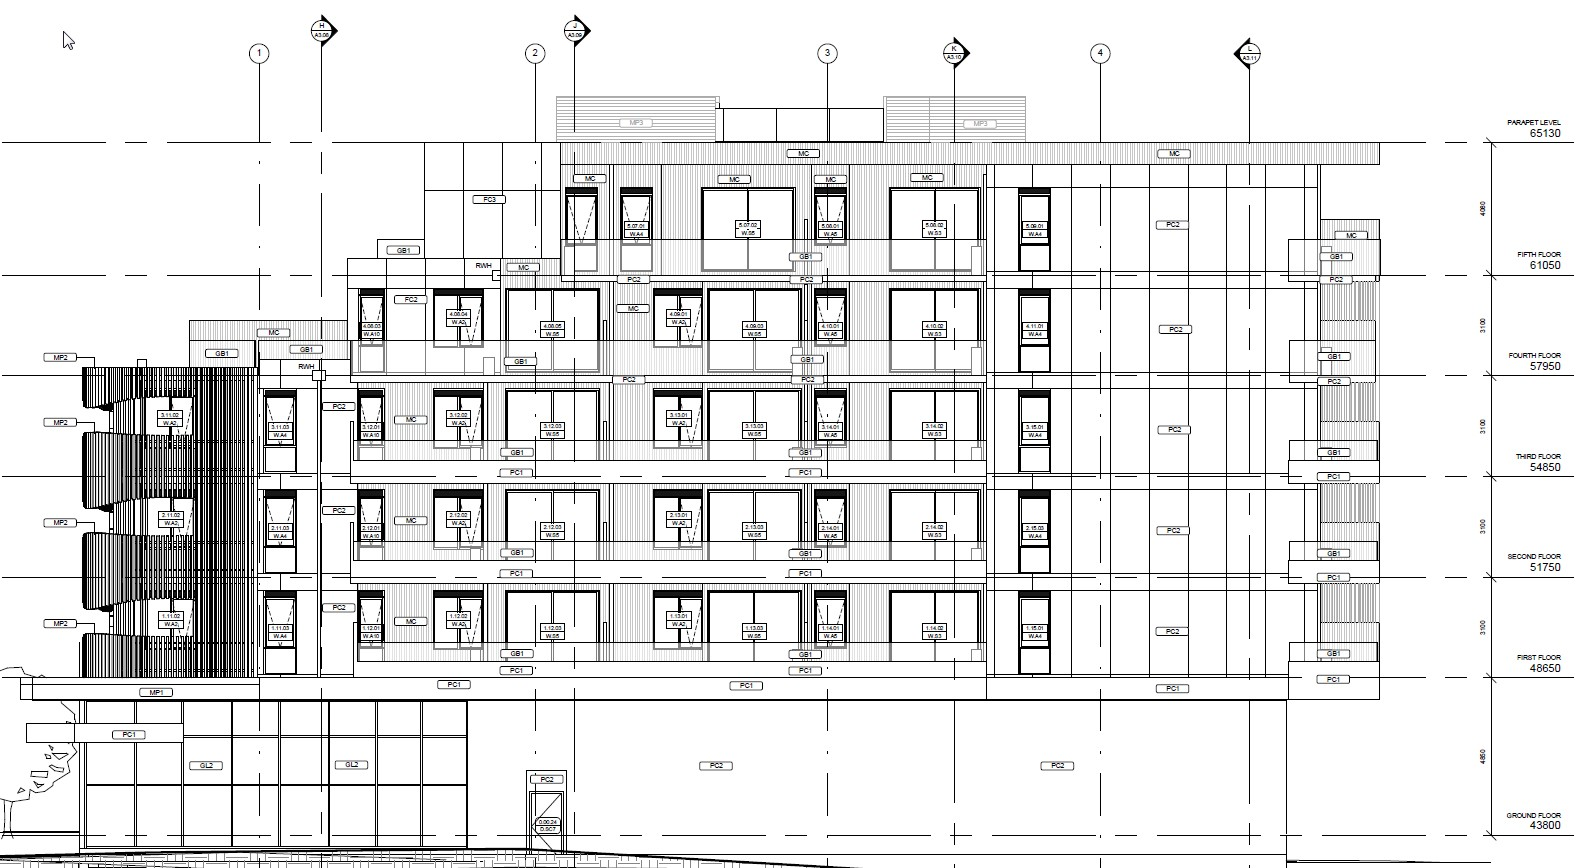 H
A3.08
J
A3.09
1
2
3
K
A3.10
4
L
A3.11
MP3
MP3
PARAPET LEVEL
65130
MC
MC
MC
MC
MC
MC
FC3
5.07.01
W.A4
5.07.02
W.S5
5.08.01
W.A5
5.08.02
W.S3
5.09.01
W.A4
PC2
4080
MC
GB1
GB1
GB1
FIFTH FLOOR
61050
RWH
MC
PC2
PC2
PC2
FC2
MC
4.08.03
W.A10
4.08.04
W.A2
4.08.05
W.S5
4.09.01
W.A2
4.09.03
W.S5
4.10.01
W.A5
4.10.02
W.S3
4.11.01
W.A4
PC2
3100
MC
GB1
GB1
GB1
GB1
GB1
MP2
RWH
FOURTH FLOOR
57950
PC2
PC2
PC2
PC2
MP2
3.11.02
W.A2
3.11.03
W.A4
3.12.01
W.A10
MC
3.12.02
W.A2
3.12.03
W.S5
3.13.01
W.A2
3.13.03
W.S5
3.14.01
W.A5
3.14.02
W.S3
3.15.01
W.A4
PC2
3100
GB1
GB1
GB1
THIRD FLOOR
54850
PC1
PC1
PC1
MP2
2.11.02
W.A2
2.11.03
W.A4
PC2
2.12.01
W.A10
MC
2.12.02
W.A2
2.12.03
W.S5
2.13.01
W.A2
2.13.03
W.S5
2.14.01
W.A5
2.14.02
W.S3
2.15.03
W.A4
PC2
3100
GB1
GB1
GB1
SECOND FLOOR
51750
PC1
PC1
PC1
MP2
1.11.02
W.A2
1.11.03
W.A4
PC2
1.12.01
W.A10
MC
1.12.02
W.A2
1.12.03
W.S5
1.13.01
W.A2
1.13.03
W.S5
1.14.01
W.A5
1.14.02
W.S3
1.15.01
W.A4
PC2
3100
GB1
GB1
GB1
FIRST FLOOR
48650
PC1
PC1
PC1
MP1
PC1
PC1
PC1
PC1
GL2
GL2
PC2
PC2
PC2
4850
0.00.24
D.SC7
GROUND FLOOR
43800